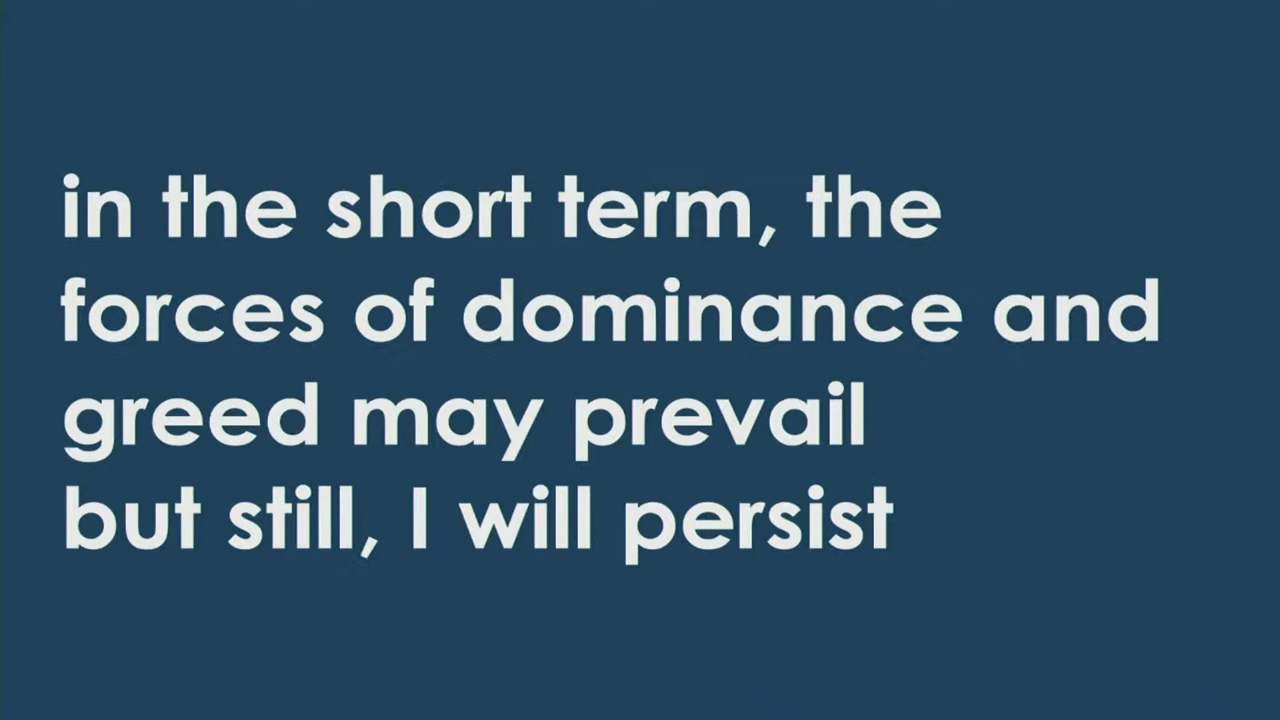 in the short term, the
forces of dominance and
greed may prevail
but still, I will persist